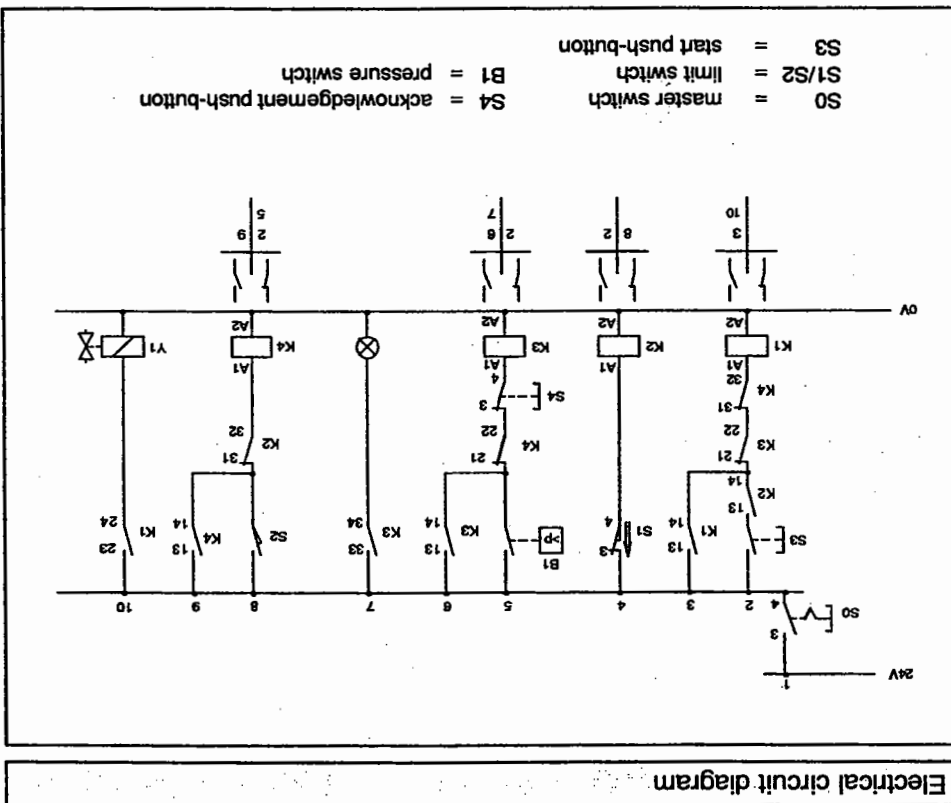 Electrical circuit diagram
24V
1
3
S0
4
2
3
4
5
6
7
8
9
10
B1
>p
S3
13
K1
14
S1
3
4
13
K3
14
33
K3
34
S2
13
K4
14
23
K1
24
13
K2
14
21
K3
22
31
K4
32
21
K4
22
3
S4
4
31
K2
32
A1
K1
A2
A1
K2
A2
A1
K3
A2
A1
K4
A2
Y1
0V
3
10
8 2
2 6
7
2 9
5
S0 = master switch
S1/S2 = limit switch
S3 = start push-button
S4 = acknowledgement push-button
B1 = pressure switch